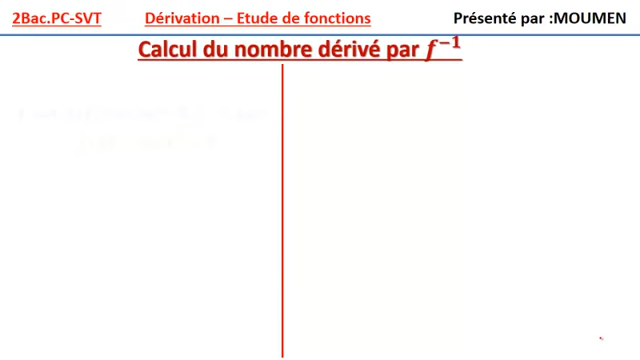 2Bac.PC-SVT Dérivation – Etude de fonctions Présenté par :MOUMEN
Calcul du nombre dérivé par f⁻¹